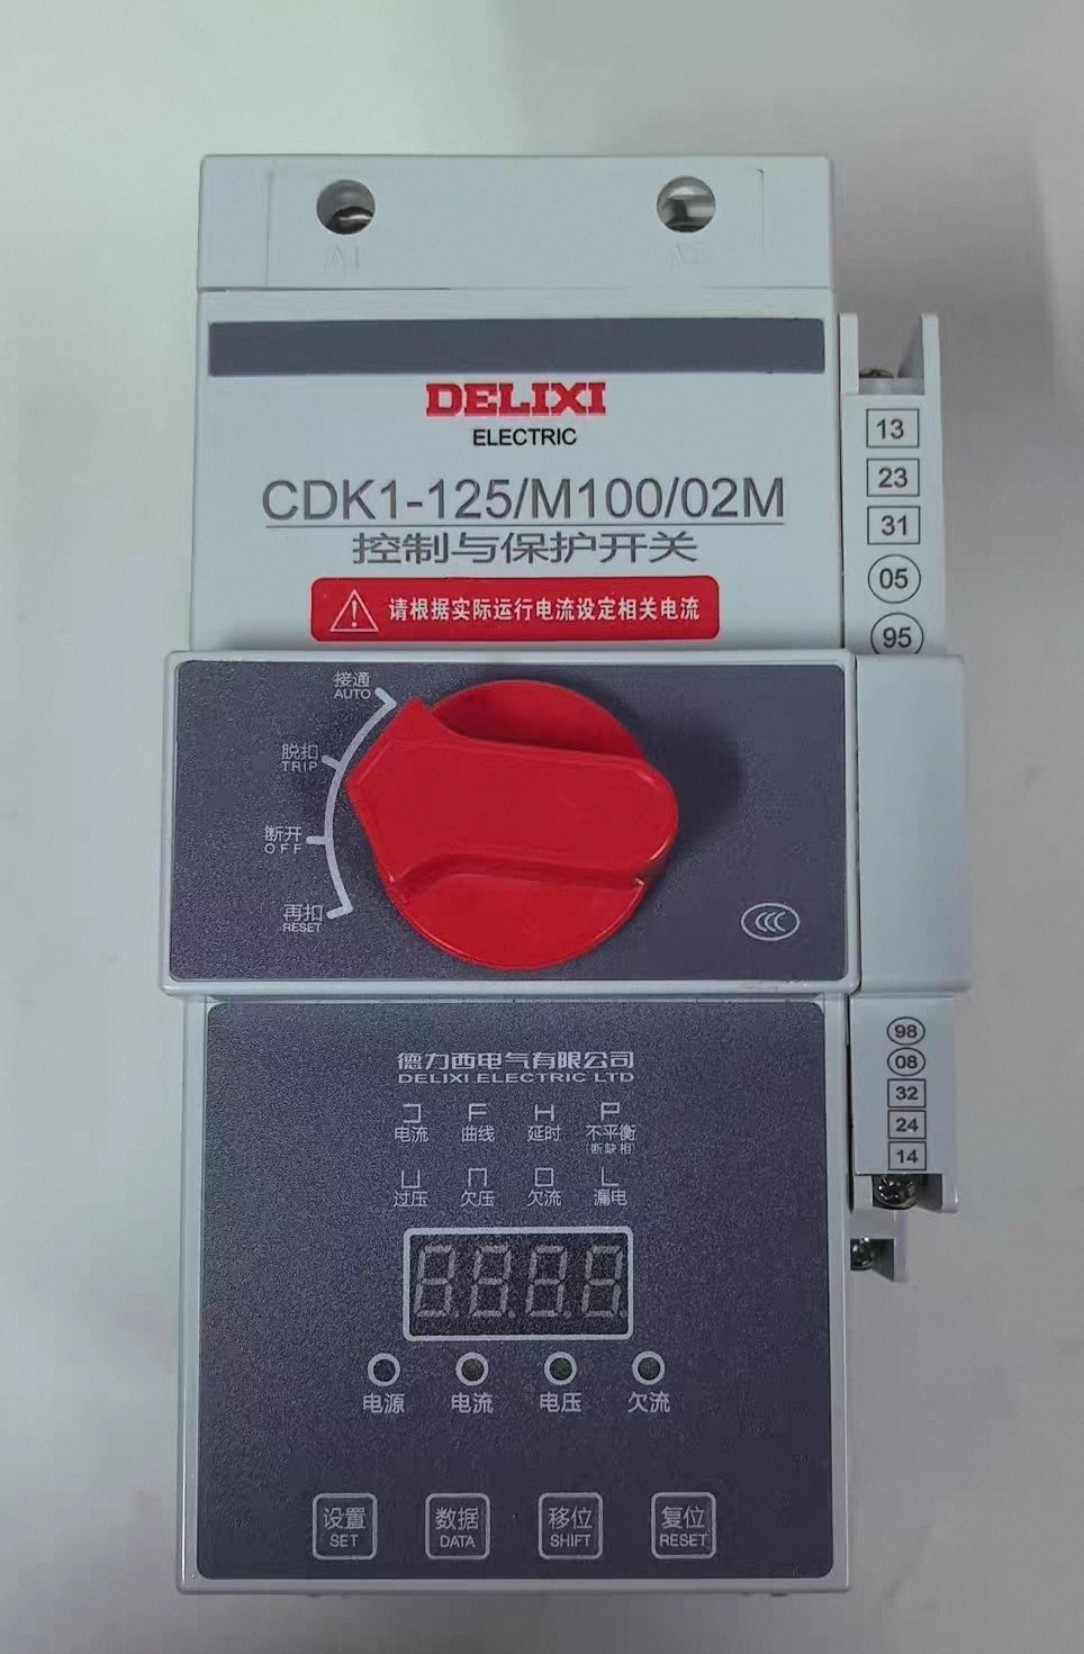 A1
A2
DELIXI
ELECTRIC
CDK1-125/M100/02M
控制与保护开关
请根据实际运行电流设定相关电流
13
23
31
05
95
接通
AUTO
脱扣
TRIP
断开
OFF
再扣
RESET
CCC
98
08
32
24
14
德力西电气有限公司
DELIXI ELECTRIC LTD
电流 曲线 延时 不平衡
(断缺相)
过压 欠压 欠流 漏电
电源 电流 电压 欠流
设置 数据 移位 复位
SET DATA SHIFT RESET